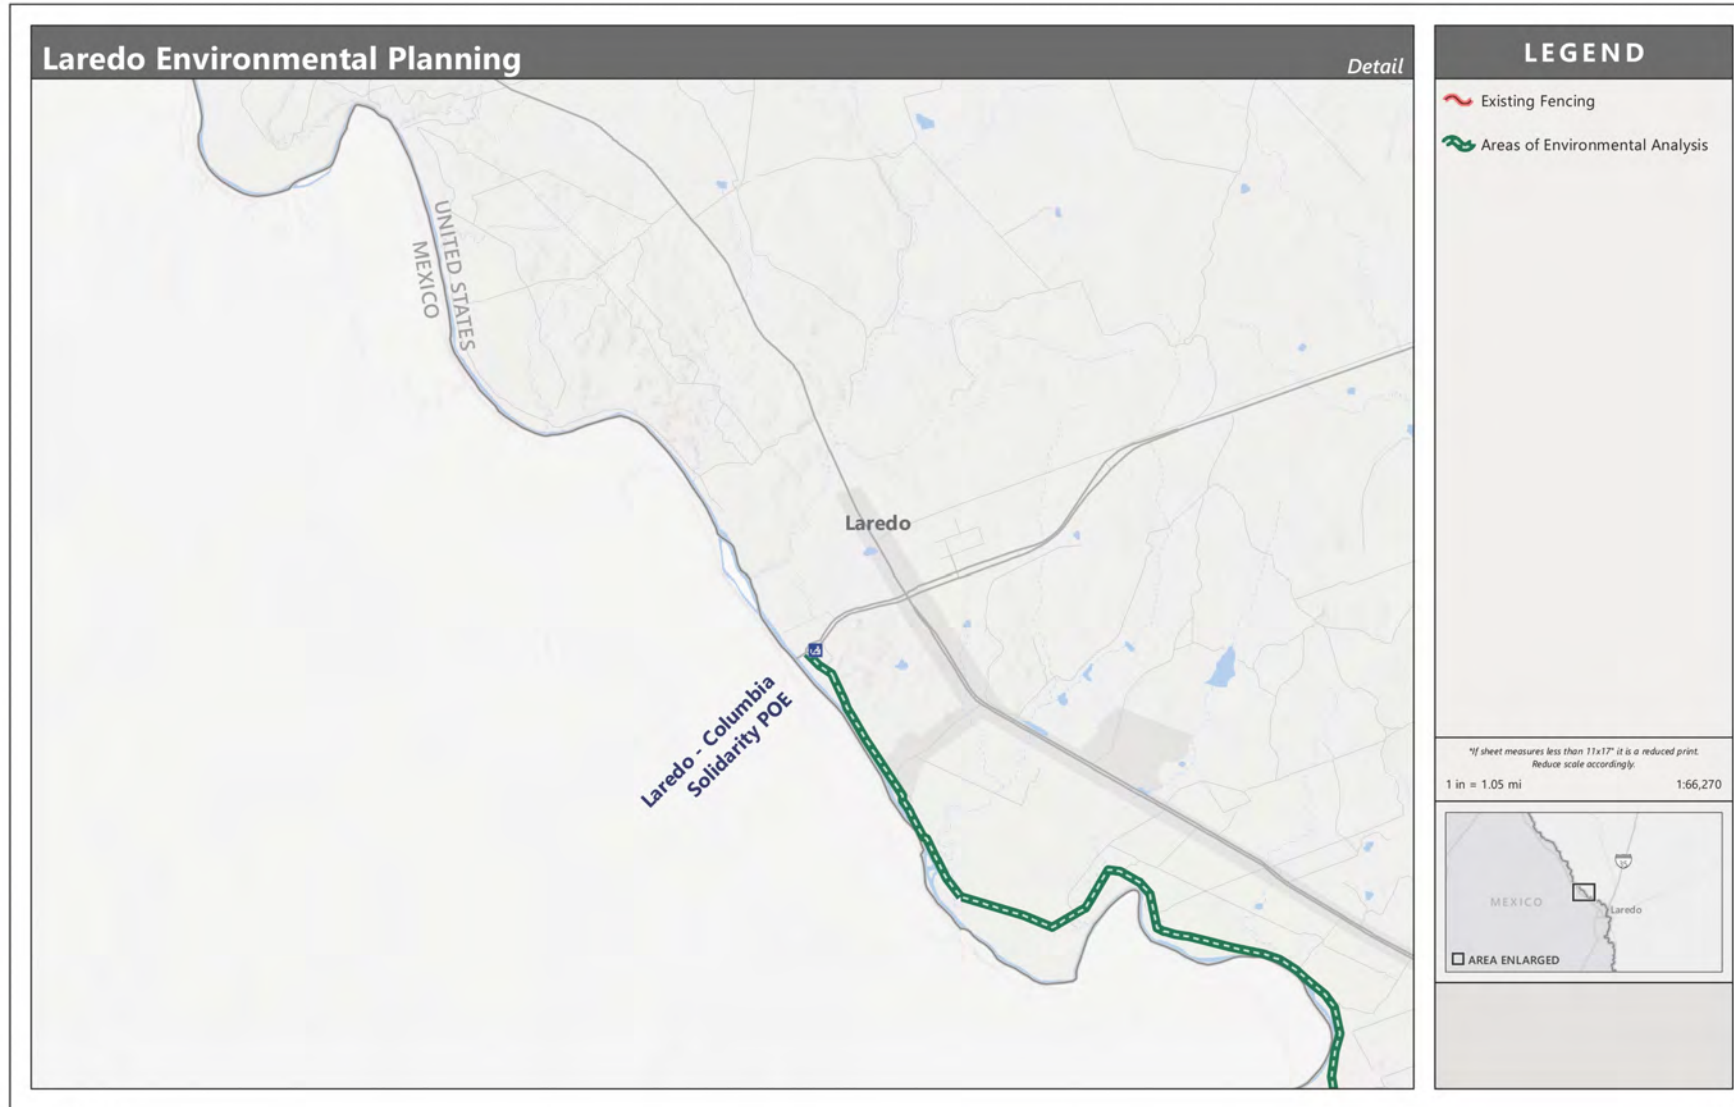 Laredo Environmental Planning
Detail
UNITED STATES
MEXICO
Laredo
Laredo - Columbia
Solidarity POE
LEGEND
Existing Fencing
Areas of Environmental Analysis
*If sheet measures less than 11x17" it is a reduced print.
Reduce scale accordingly.
1 in = 1.05 mi
1:66,270
MEXICO
Laredo
AREA ENLARGED